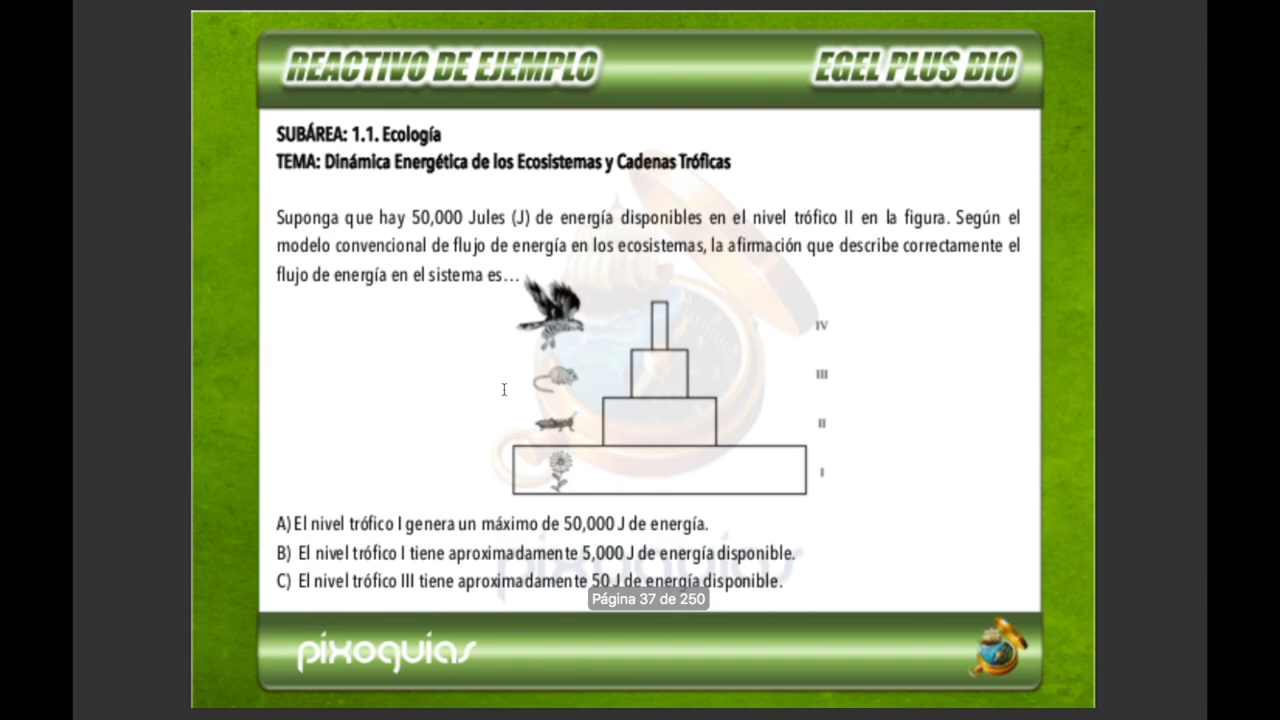 REACTIVO DE EJEMPLO
EGEL PLUS BIO
SUBÁREA: 1.1. Ecología
TEMA: Dinámica Energética de los Ecosistemas y Cadenas Tróficas
Suponga que hay 50,000 Jules (J) de energía disponibles en el nivel trófico II en la figura. Según el
modelo convencional de flujo de energía en los ecosistemas, la afirmación que describe correctamente el
flujo de energía en el sistema es…
IV
III
II
I
A) El nivel trófico I genera un máximo de 50,000 J de energía.
B) El nivel trófico I tiene aproximadamente 5,000 J de energía disponible.
C) El nivel trófico III tiene aproximadamente 50 J de energía disponible.
Página 37 de 250
pixoguías
pixoguías